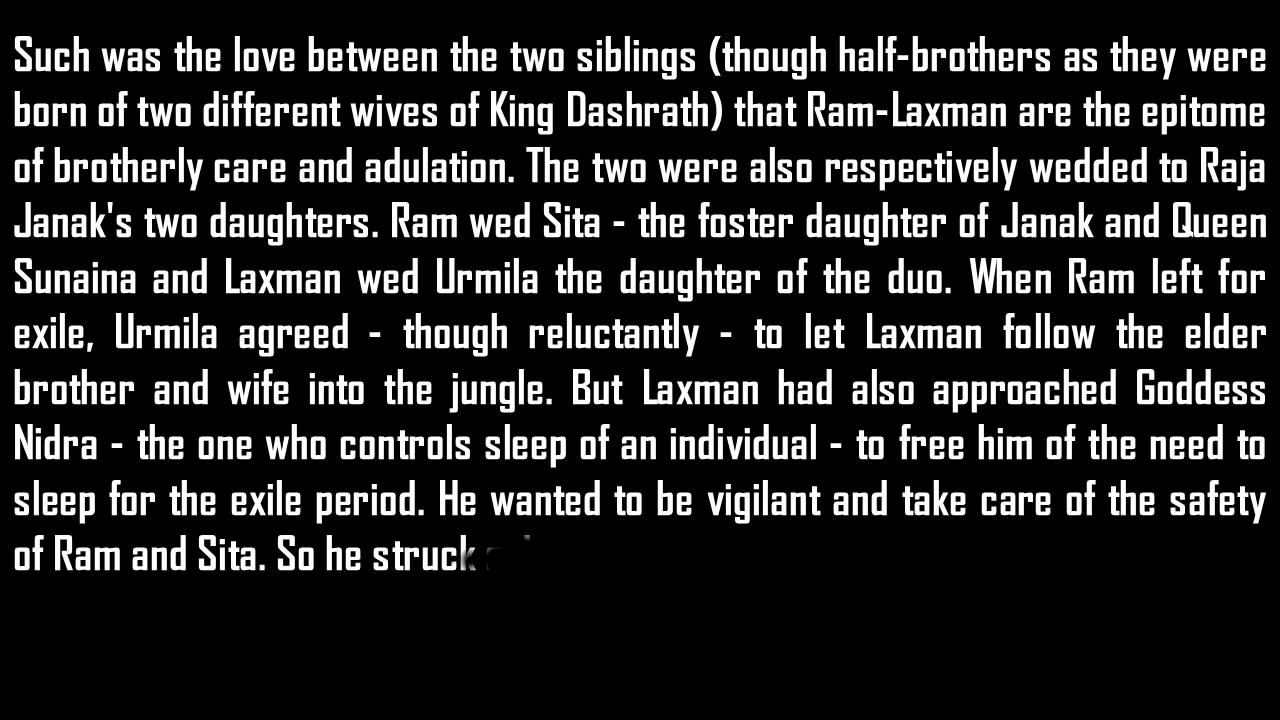 Such was the love between the two siblings (though half-brothers as they were
born of two different wives of King Dashrath) that Ram-Laxman are the epitome
of brotherly care and adulation. The two were also respectively wedded to Raja
Janak's two daughters. Ram wed Sita - the foster daughter of Janak and Queen
Sunaina and Laxman wed Urmila the daughter of the duo. When Ram left for
exile, Urmila agreed - though reluctantly - to let Laxman follow the elder
brother and wife into the jungle. But Laxman had also approached Goddess
Nidra - the one who controls sleep of an individual - to free him of the need to
sleep for the exile period. He wanted to be vigilant and take care of the safety
of Ram and Sita. So he struck